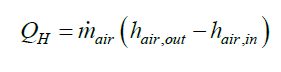 Q_H = ṁ_air (h_air,out − h_air,in)